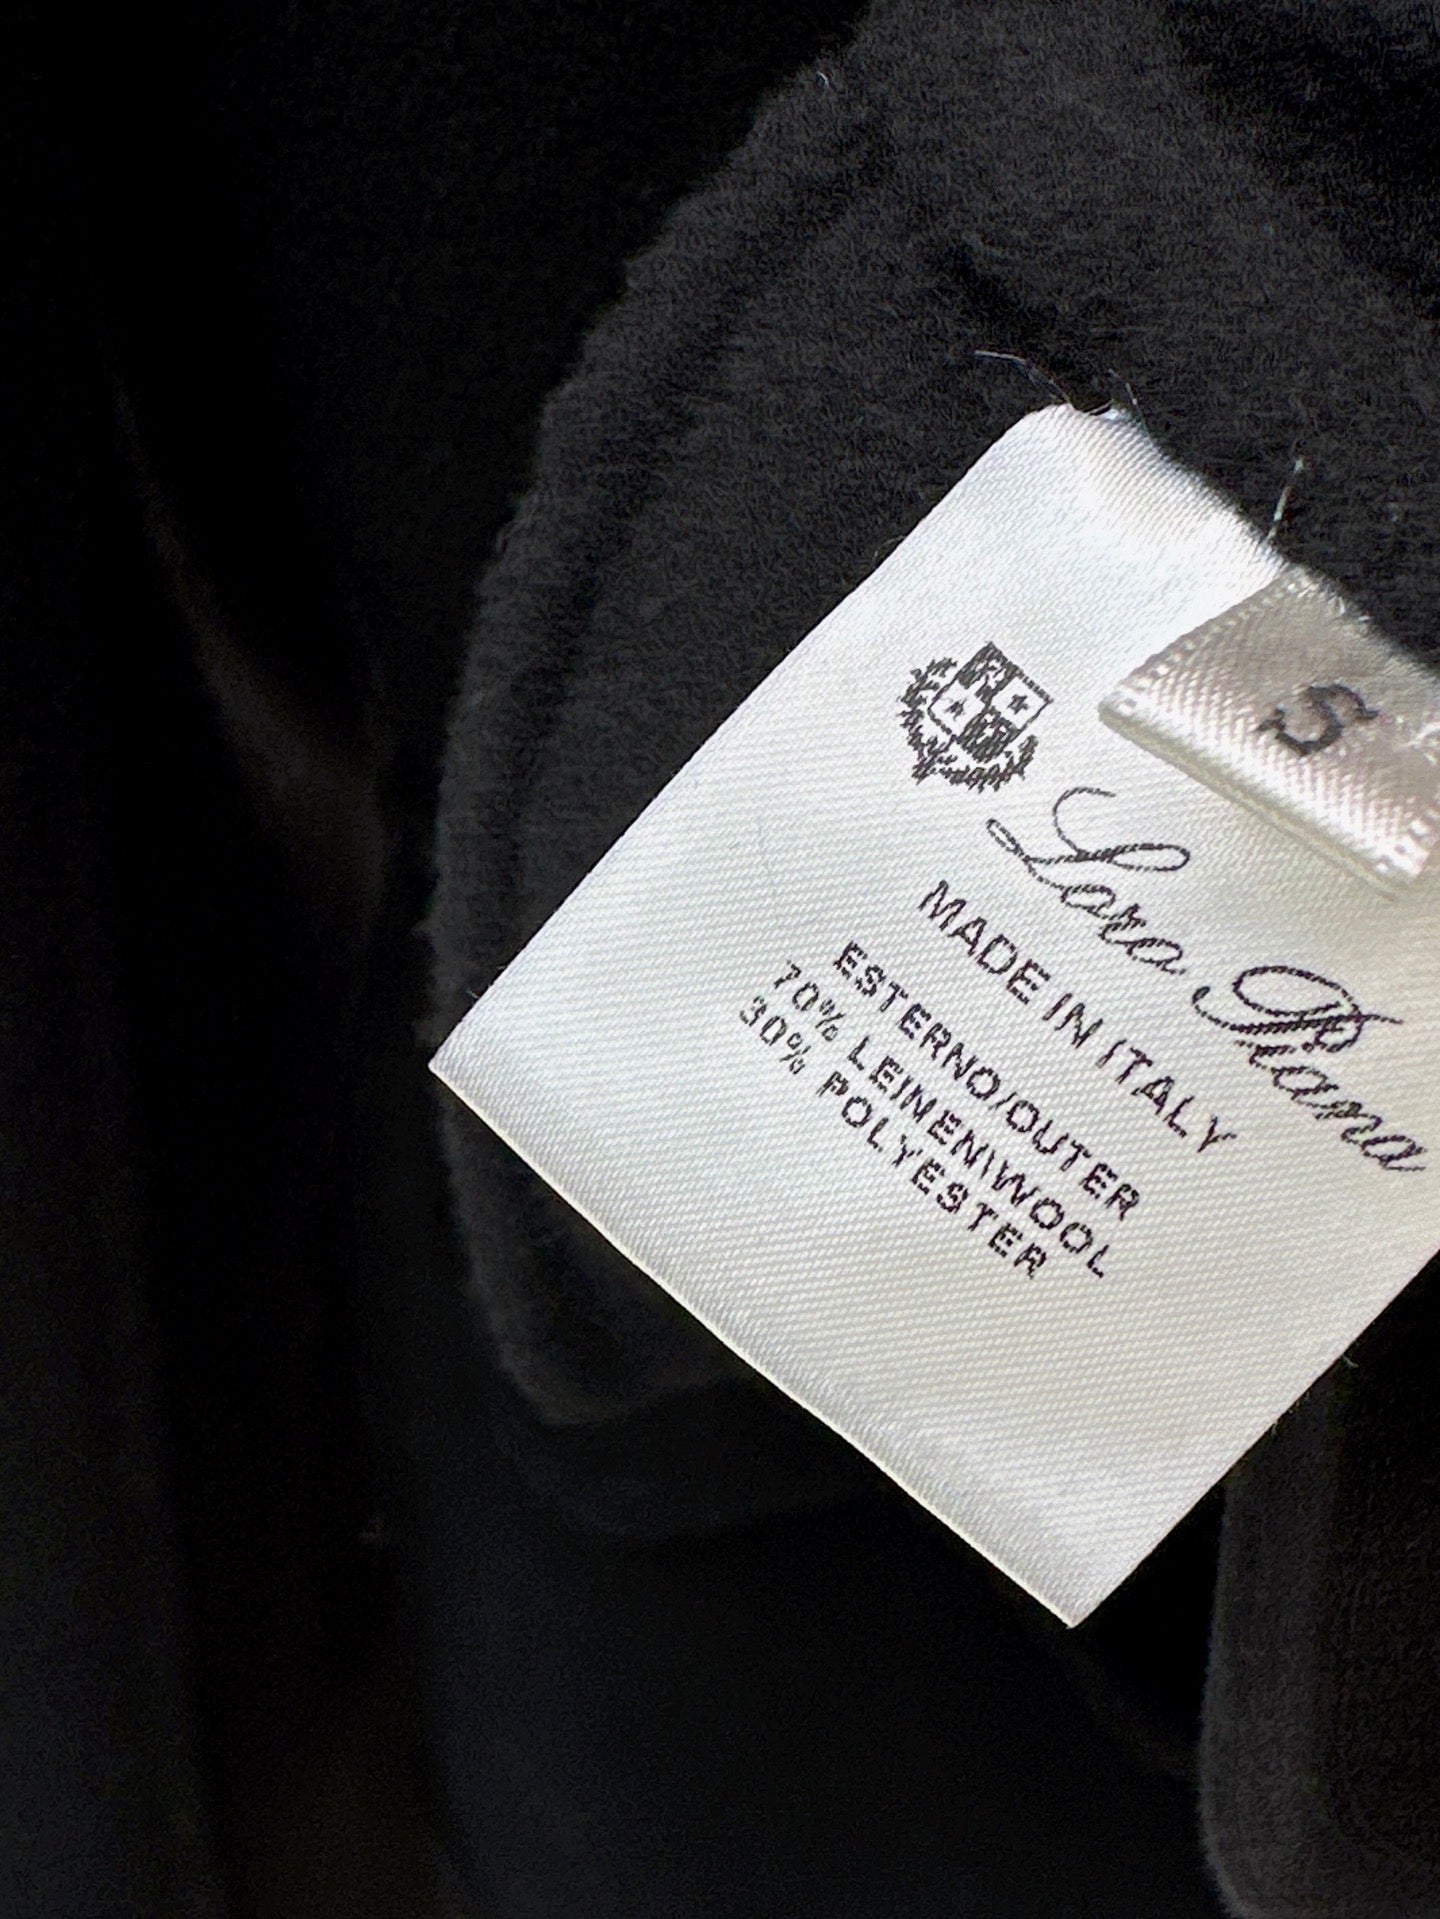 S
Loro Piana
MADE IN ITALY
ESTERNO/OUTER
70% LEINEN\WOOL
30% POLYESTER